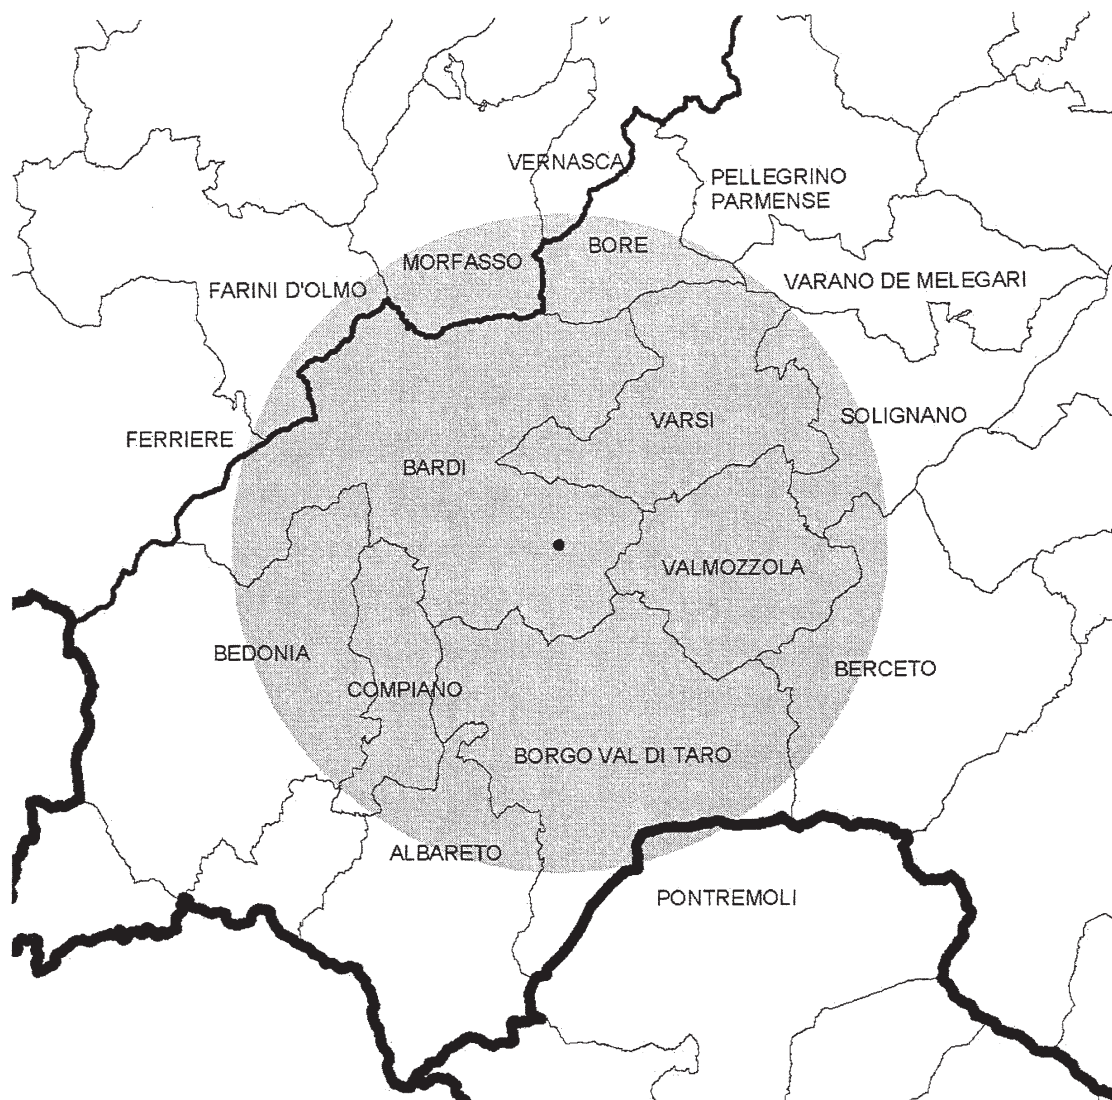 VERNASCA
PELLEGRINO
PARMENSE
BORE
MORFASSO
VARANO DE MELEGARI
FARINI D'OLMO
VARSI
SOLIGNANO
FERRIERE
BARDI
VALMOZZOLA
BEDONIA
BERCETO
COMPIANO
BORGO VAL DI TARO
ALBARETO
PONTREMOLI